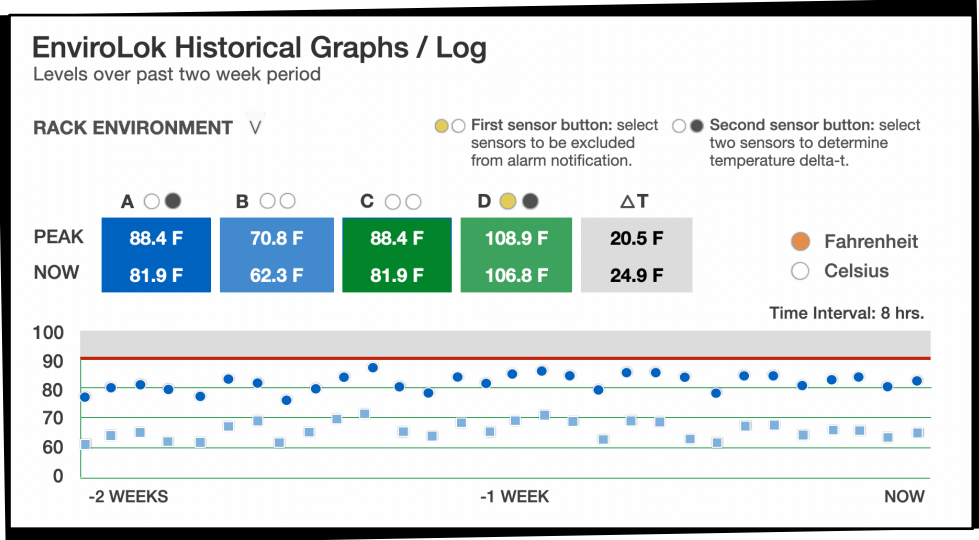 EnviroLok Historical Graphs / Log
Levels over past two week period
RACK ENVIRONMENT V
First sensor button: select
sensors to be excluded
from alarm notification.
Second sensor button: select
two sensors to determine
temperature delta-t.
A B C D △T
PEAK 88.4 F 70.8 F 88.4 F 108.9 F 20.5 F
NOW 81.9 F 62.3 F 81.9 F 106.8 F 24.9 F
Fahrenheit
Celsius
Time Interval: 8 hrs.
100
90
80
70
60
0
-2 WEEKS -1 WEEK NOW